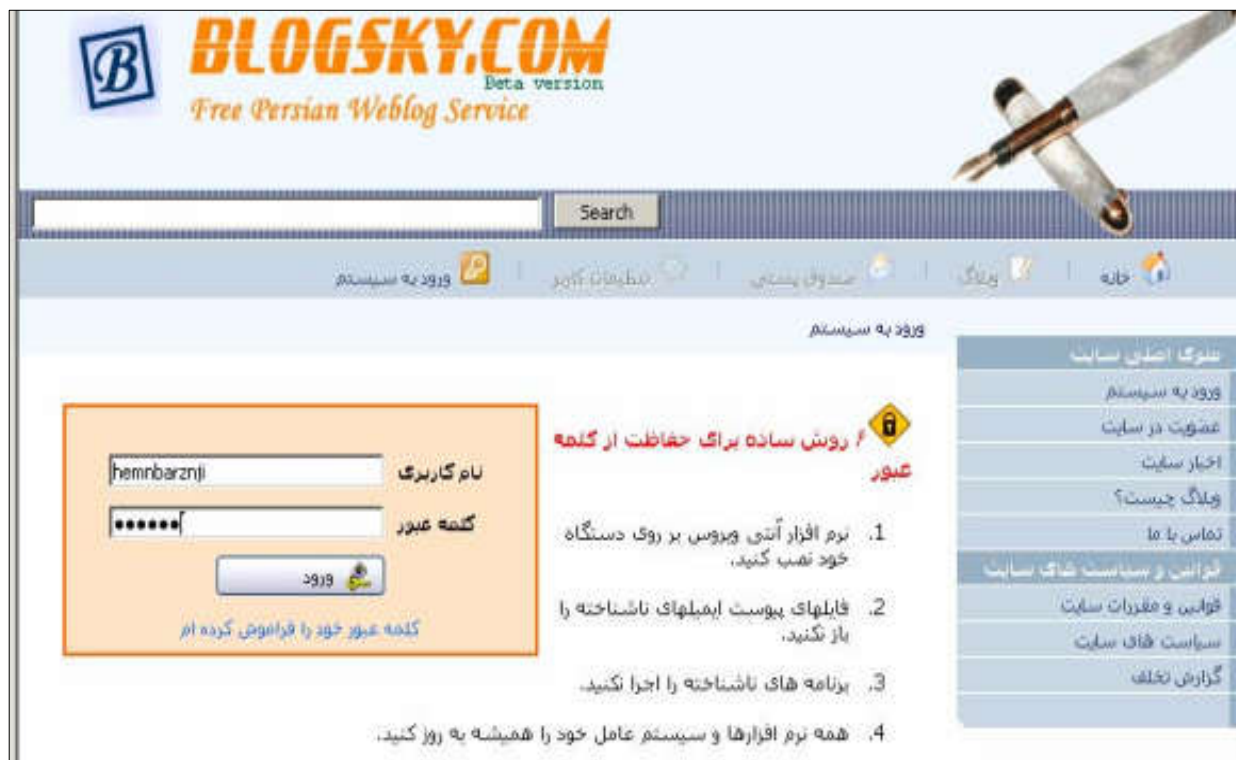 B
BLOGSKY.COM
Beta version
Free Persian Weblog Service
Search
خانه
وبلاگ
صندوق پستی
تنظیمات کاربر
ورود به سیستم
ورود به سیستم
منوی اصلی سایت
ورود به سیستم
عضویت در سایت
اخبار سایت
وبلاگ چیست؟
تماس با ما
قوانین و سیاست های سایت
قوانین و مقررات سایت
سیاست های سایت
گزارش تخلف
۶ روش ساده برای حفاظت از کلمه
عبور
1. نرم افزار آنتی ویروس بر روی دستگاه
خود نصب کنید.
2. فایلهای پیوست ایمیلهای ناشناخته را
باز نکنید.
3. برنامه های ناشناخته را اجرا نکنید.
4. همه نرم افزارها و سیستم عامل خود را همیشه به روز کنید.
نام کاربری
hemnbarznji
کلمه عبور
••••••
ورود
کلمه عبور خود را فراموش کرده ام